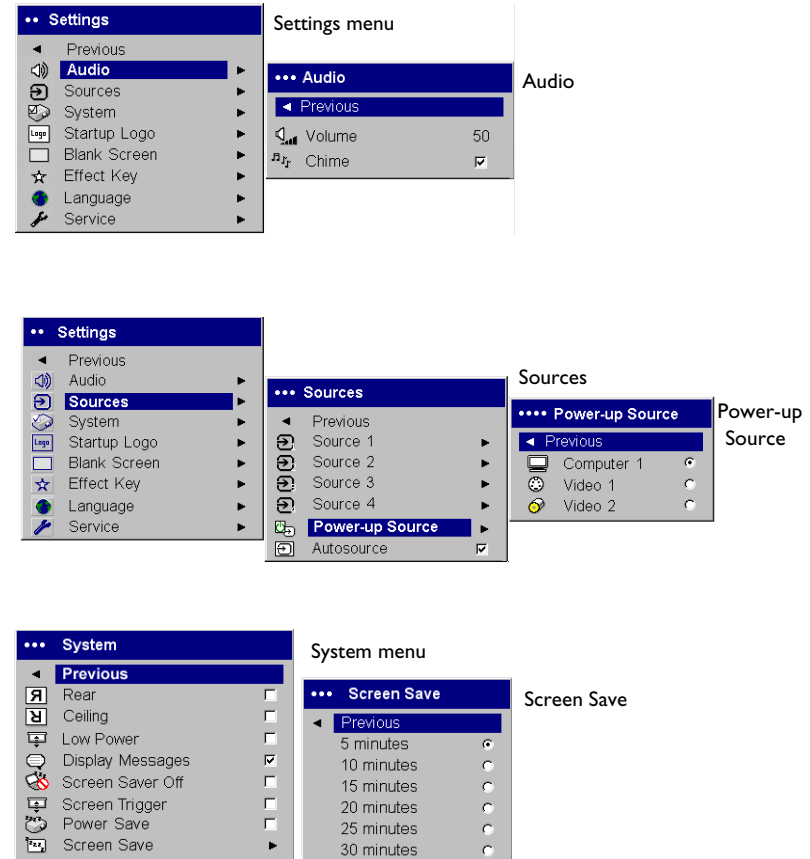 •• Settings
Settings menu
Previous
Audio
Sources
System
Logo Startup Logo
Blank Screen
Effect Key
Language
Service
••• Audio
Audio
Previous
Volume 50
Chime
•• Settings
Previous
Audio
Sources
System
Logo Startup Logo
Blank Screen
Effect Key
Language
Service
••• Sources
Sources
Previous
Source 1
Source 2
Source 3
Source 4
Power-up Source
Autosource
•••• Power-up Source
Power-up
Source
Previous
Computer 1
Video 1
Video 2
••• System
System menu
Previous
Rear
Ceiling
Low Power
Display Messages
Screen Saver Off
Screen Trigger
Power Save
Screen Save
••• Screen Save
Screen Save
Previous
5 minutes
10 minutes
15 minutes
20 minutes
25 minutes
30 minutes